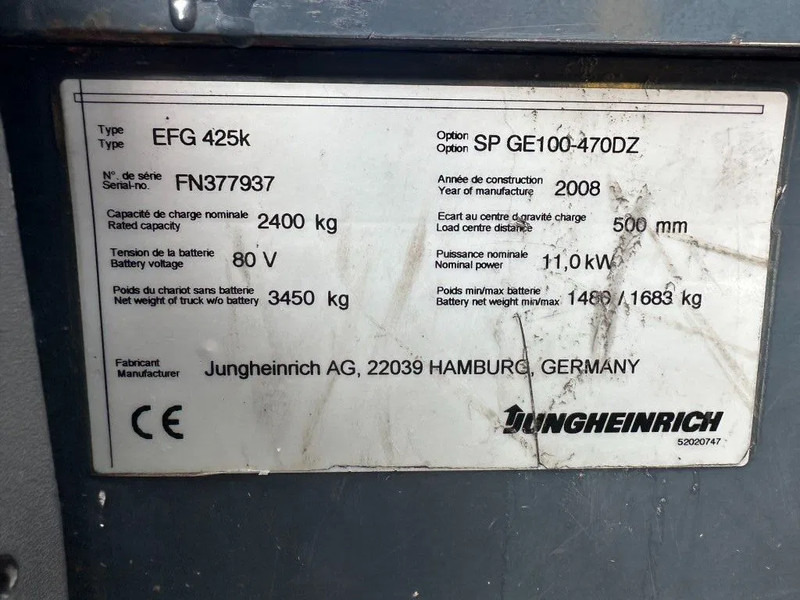 Type EFG 425k Option SP GE100-470DZ
Type Option
N°. de série FN377937 Année de construction 2008
Serial-no. Year of manufacture
Capacité de charge nominale 2400 kg Ecart au centre d gravité charge 500 mm
Rated capacity Load centre distance
Tension de la batterie 80 V Puissance nominale 11,0 kW
Battery voltage Nominal power
Poids du chariot sans batterie 3450 kg Poids min/max batterie / 1683 kg
Net weight of truck w/o battery Battery net weight min/max
Fabricant Jungheinrich AG, 22039 HAMBURG, GERMANY
Manufacturer
CE JUNGHEINRICH
52020747